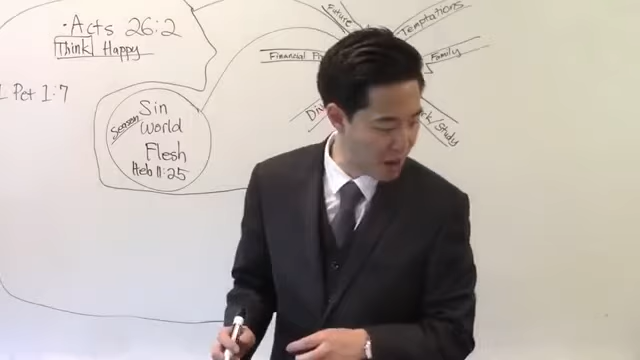 ·Acts 26:2
Think Happy
1 Pet 1:7
Season
Sin
World
Flesh
Heb 11:25
Future
Temptations
Financial
Family
Study